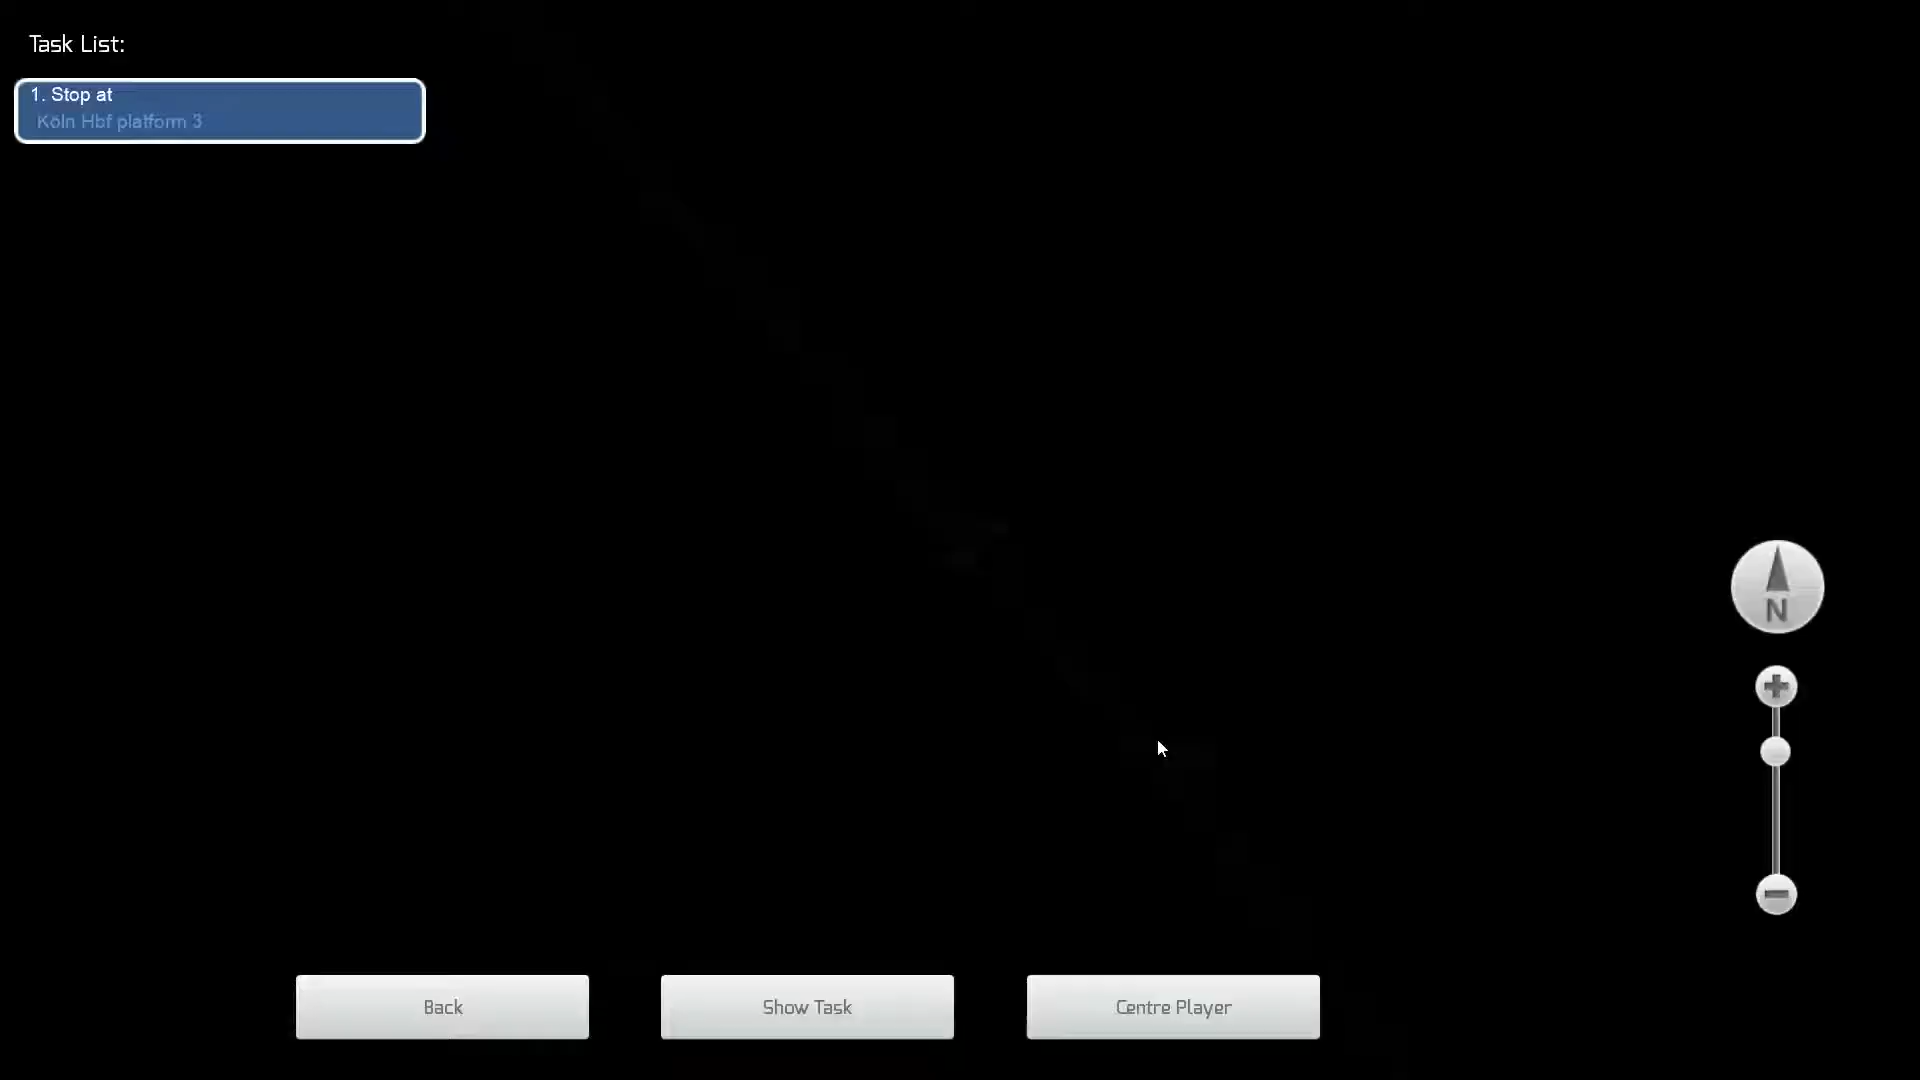 Task List:
1. Stop at
Köln Hbf platform 3
N
Back
Show Task
Centre Player